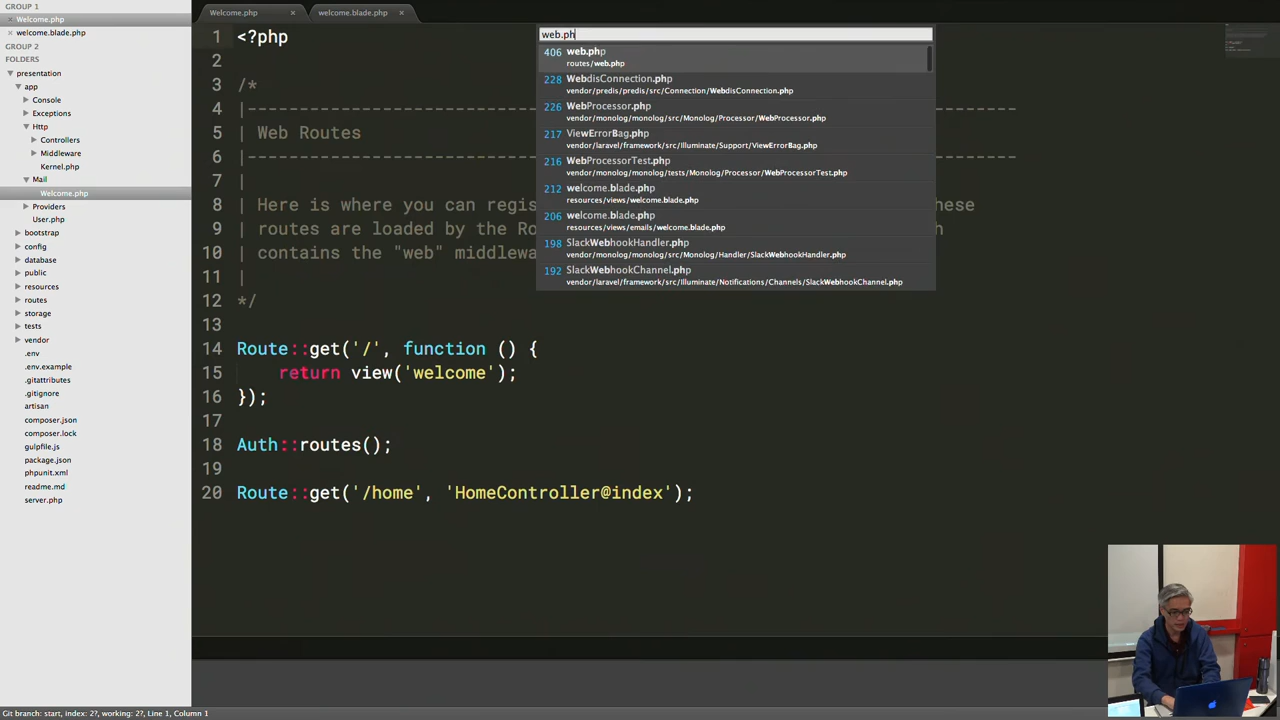 GROUP 1
Welcome.php
welcome.blade.php
GROUP 2
FOLDERS
presentation
app
Console
Exceptions
Http
Controllers
Middleware
Kernel.php
Mail
Welcome.php
Providers
User.php
bootstrap
config
database
public
resources
routes
storage
tests
vendor
.env
.env.example
.gitattributes
.gitignore
artisan
composer.json
composer.lock
gulpfile.js
package.json
phpunit.xml
readme.md
server.php
Welcome.php
welcome.blade.php
1 <?php
2
3 /*
4 |--------------------------------------------------------------------------
5 | Web Routes
6 |--------------------------------------------------------------------------
7 |
8 | Here is where you can regis
hese
9 | routes are loaded by the Ro
h
10 | contains the "web" middlewa
11 |
12 */
13
14 Route::get('/', function () {
15 return view('welcome');
16 });
17
18 Auth::routes();
19
20 Route::get('/home', 'HomeController@index');
web.ph
406 web.php
routes/web.php
228 WebdisConnection.php
vendor/predis/predis/src/Connection/WebdisConnection.php
226 WebProcessor.php
vendor/monolog/monolog/src/Monolog/Processor/WebProcessor.php
217 ViewErrorBag.php
vendor/laravel/framework/src/Illuminate/Support/ViewErrorBag.php
216 WebProcessorTest.php
vendor/monolog/monolog/tests/Monolog/Processor/WebProcessorTest.php
212 welcome.blade.php
resources/views/welcome.blade.php
206 welcome.blade.php
resources/views/emails/welcome.blade.php
198 SlackWebhookHandler.php
vendor/monolog/monolog/src/Monolog/Handler/SlackWebhookHandler.php
192 SlackWebhookChannel.php
vendor/laravel/framework/src/Illuminate/Notifications/Channels/SlackWebhookChannel.php
Git branch: start, index: 2?, working: 2?, Line 1, Column 1